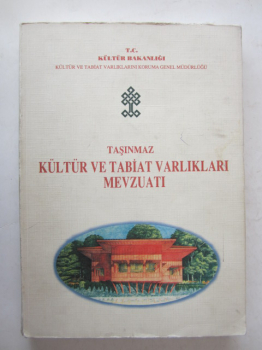 T.C.
KÜLTÜR BAKANLIĞI
KÜLTÜR VE TABİAT VARLIKLARINI KORUMA GENEL MÜDÜRLÜĞÜ
TAŞINMAZ
KÜLTÜR VE TABİAT VARLIKLARI
MEVZUATI